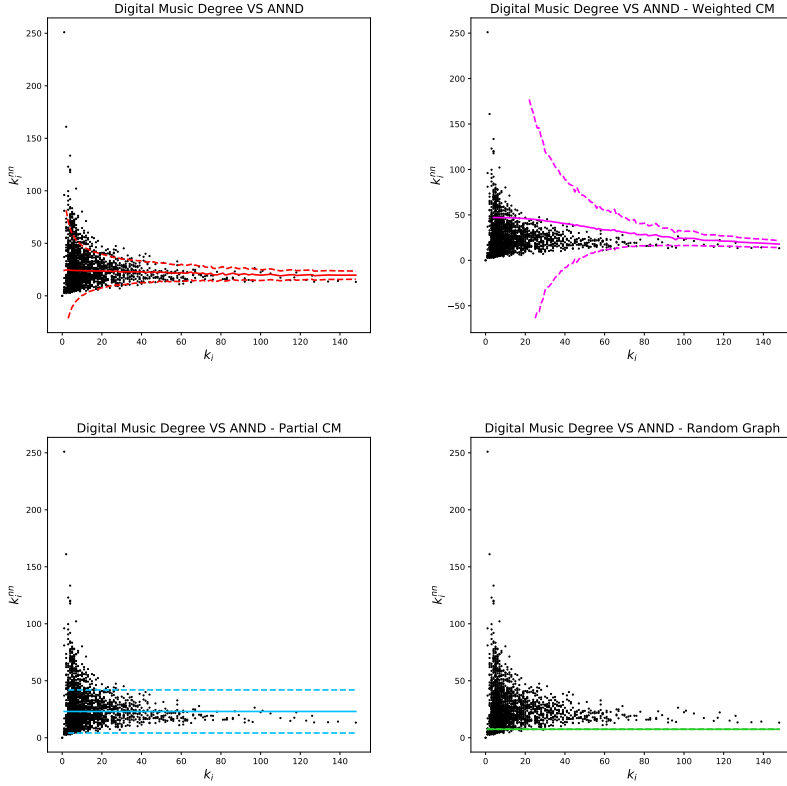 Digital Music Degree VS ANND
250
200
150
100
50
0
k_i^{nn}
0 20 40 60 80 100 120 140
k_i
Digital Music Degree VS ANND - Weighted CM
250
200
150
100
50
0
−50
k_i^{nn}
0 20 40 60 80 100 120 140
k_i
Digital Music Degree VS ANND - Partial CM
250
200
150
100
50
0
k_i^{nn}
0 20 40 60 80 100 120 140
k_i
Digital Music Degree VS ANND - Random Graph
250
200
150
100
50
0
k_i^{nn}
0 20 40 60 80 100 120 140
k_i